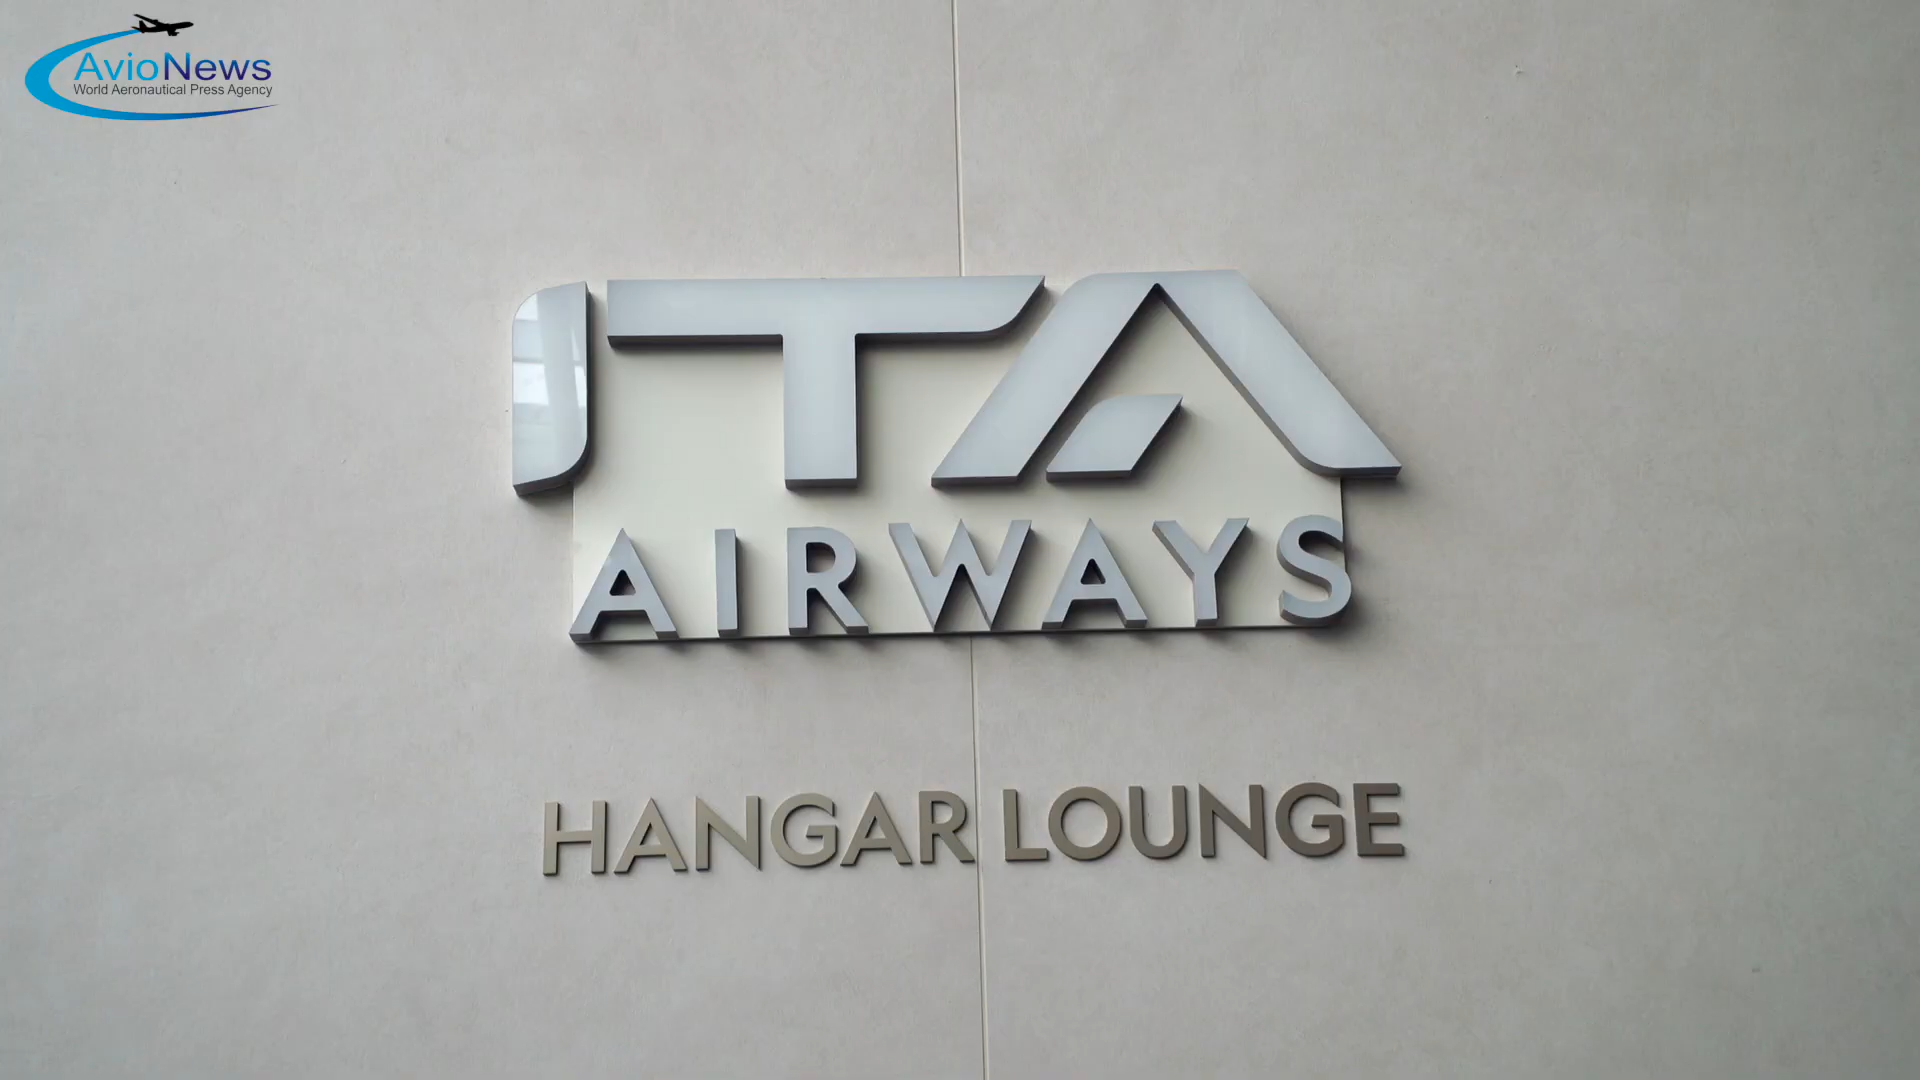 AvioNews
World Aeronautical Press Agency
ITA
AIRWAYS
HANGAR LOUNGE